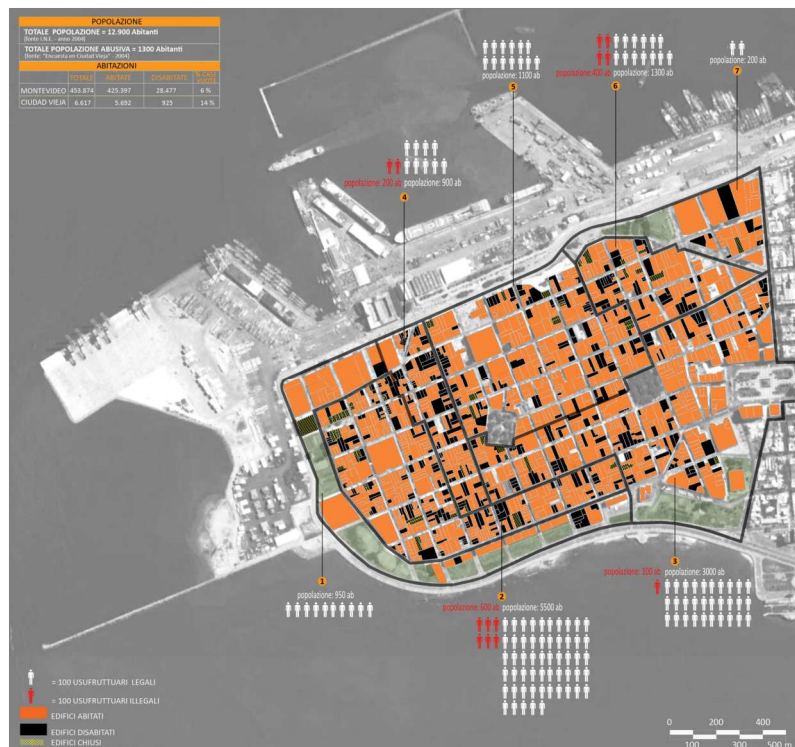 POPOLAZIONE
TOTALE POPOLAZIONE = 12.900 Abitanti
(fonte I.N.E. - anno 2004)
TOTALE POPOLAZIONE ABUSIVA = 1300 Abitanti
(fonte: "Encuesta en Ciudad Vieja" - 2004)
ABITAZIONI
TOTALE ABITATE DISABITATE
MONTEVIDEO 453.874 425.397 28,477 6 %
CIUDAD VIEJA 6.617 5.692 925 14 %
popolazione: 1100 ab
5
popolazione: 400 ab popolazione: 1300 ab
6
popolazione: 200 ab
7
popolazione: 200 ab popolazione: 900 ab
4
1
popolazione: 950 ab
2
popolazione: 600 ab popolazione: 5500 ab
3
popolazione: 100 ab popolazione: 3000 ab
= 100 USUFRUTTUARI LEGALI
= 100 USUFRUTTUARI ILLEGALI
EDIFICI ABITATI
EDIFICI DISABITATI
EDIFICI CHIUSI
0 200 400
100 300 500 m